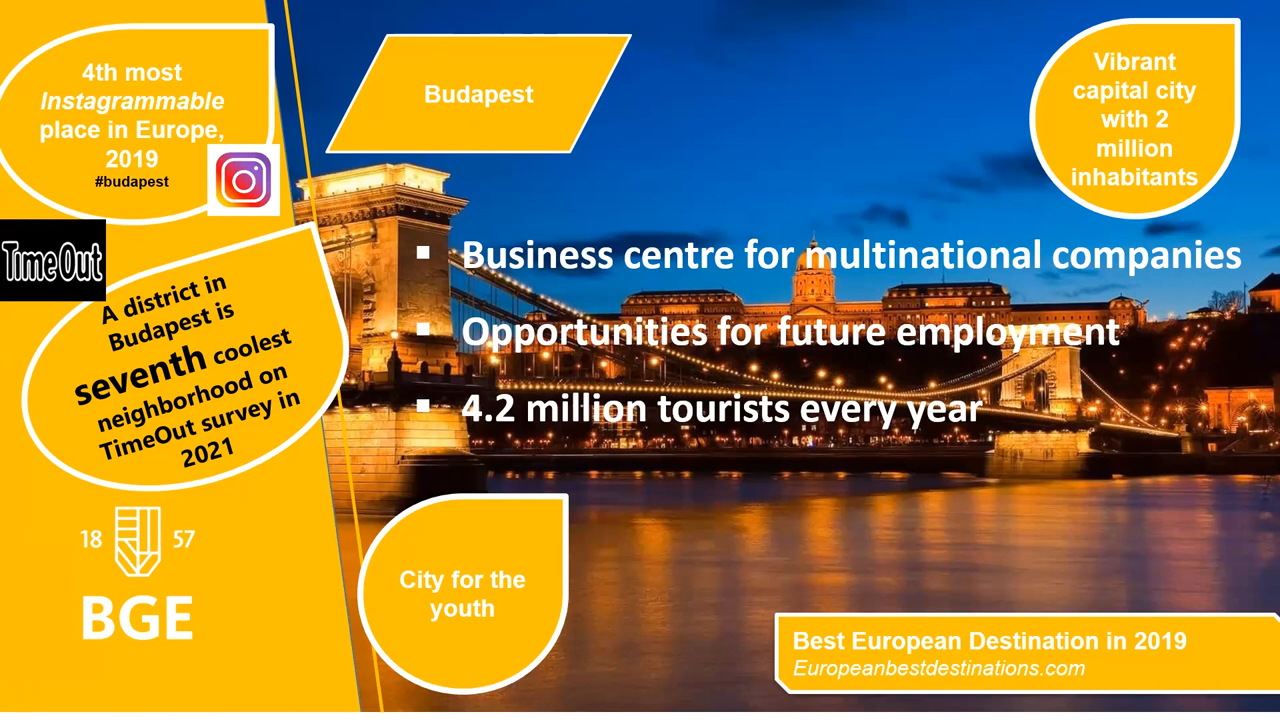 4th most
Instagrammable
place in Europe,
2019
#budapest
Budapest
Vibrant
capital city
with 2
million
inhabitants
TimeOut
A district in
Budapest is
seventh coolest
neighborhood on
TimeOut survey in
2021
▪ Business centre for multinational companies
▪ Opportunities for future employment
▪ 4.2 million tourists every year
18 57
BGE
City for the
youth
Best European Destination in 2019
Europeanbestdestinations.com